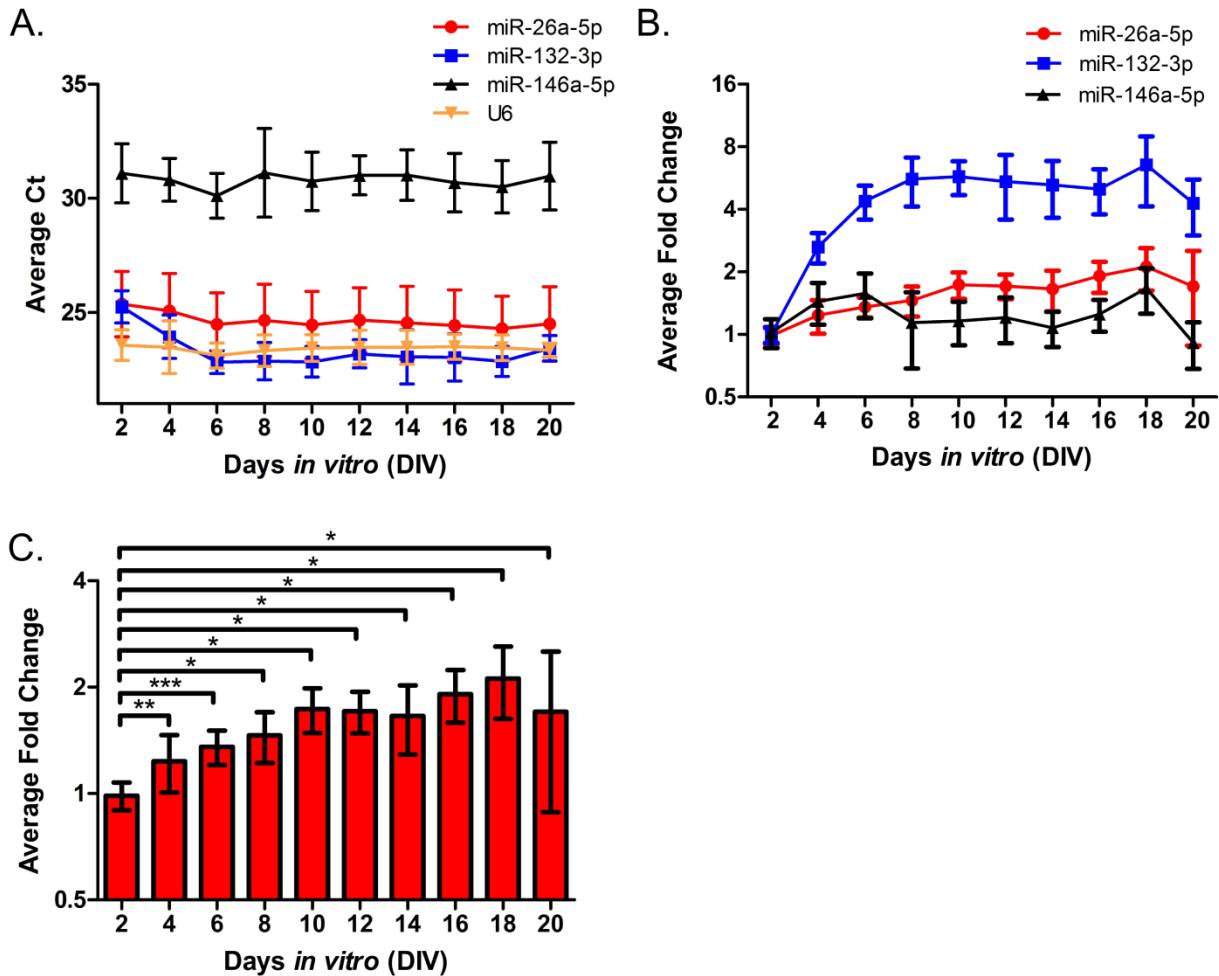 A.
miR-26a-5p
miR-132-3p
miR-146a-5p
U6
35
30
25
Average Ct
2 4 6 8 10 12 14 16 18 20
Days in vitro (DIV)
B.
miR-26a-5p
miR-132-3p
miR-146a-5p
16
8
4
2
1
0.5
Average Fold Change
2 4 6 8 10 12 14 16 18 20
Days in vitro (DIV)
C.
*
*
*
*
*
*
*
***
**
4
2
1
0.5
Average Fold Change
2 4 6 8 10 12 14 16 18 20
Days in vitro (DIV)